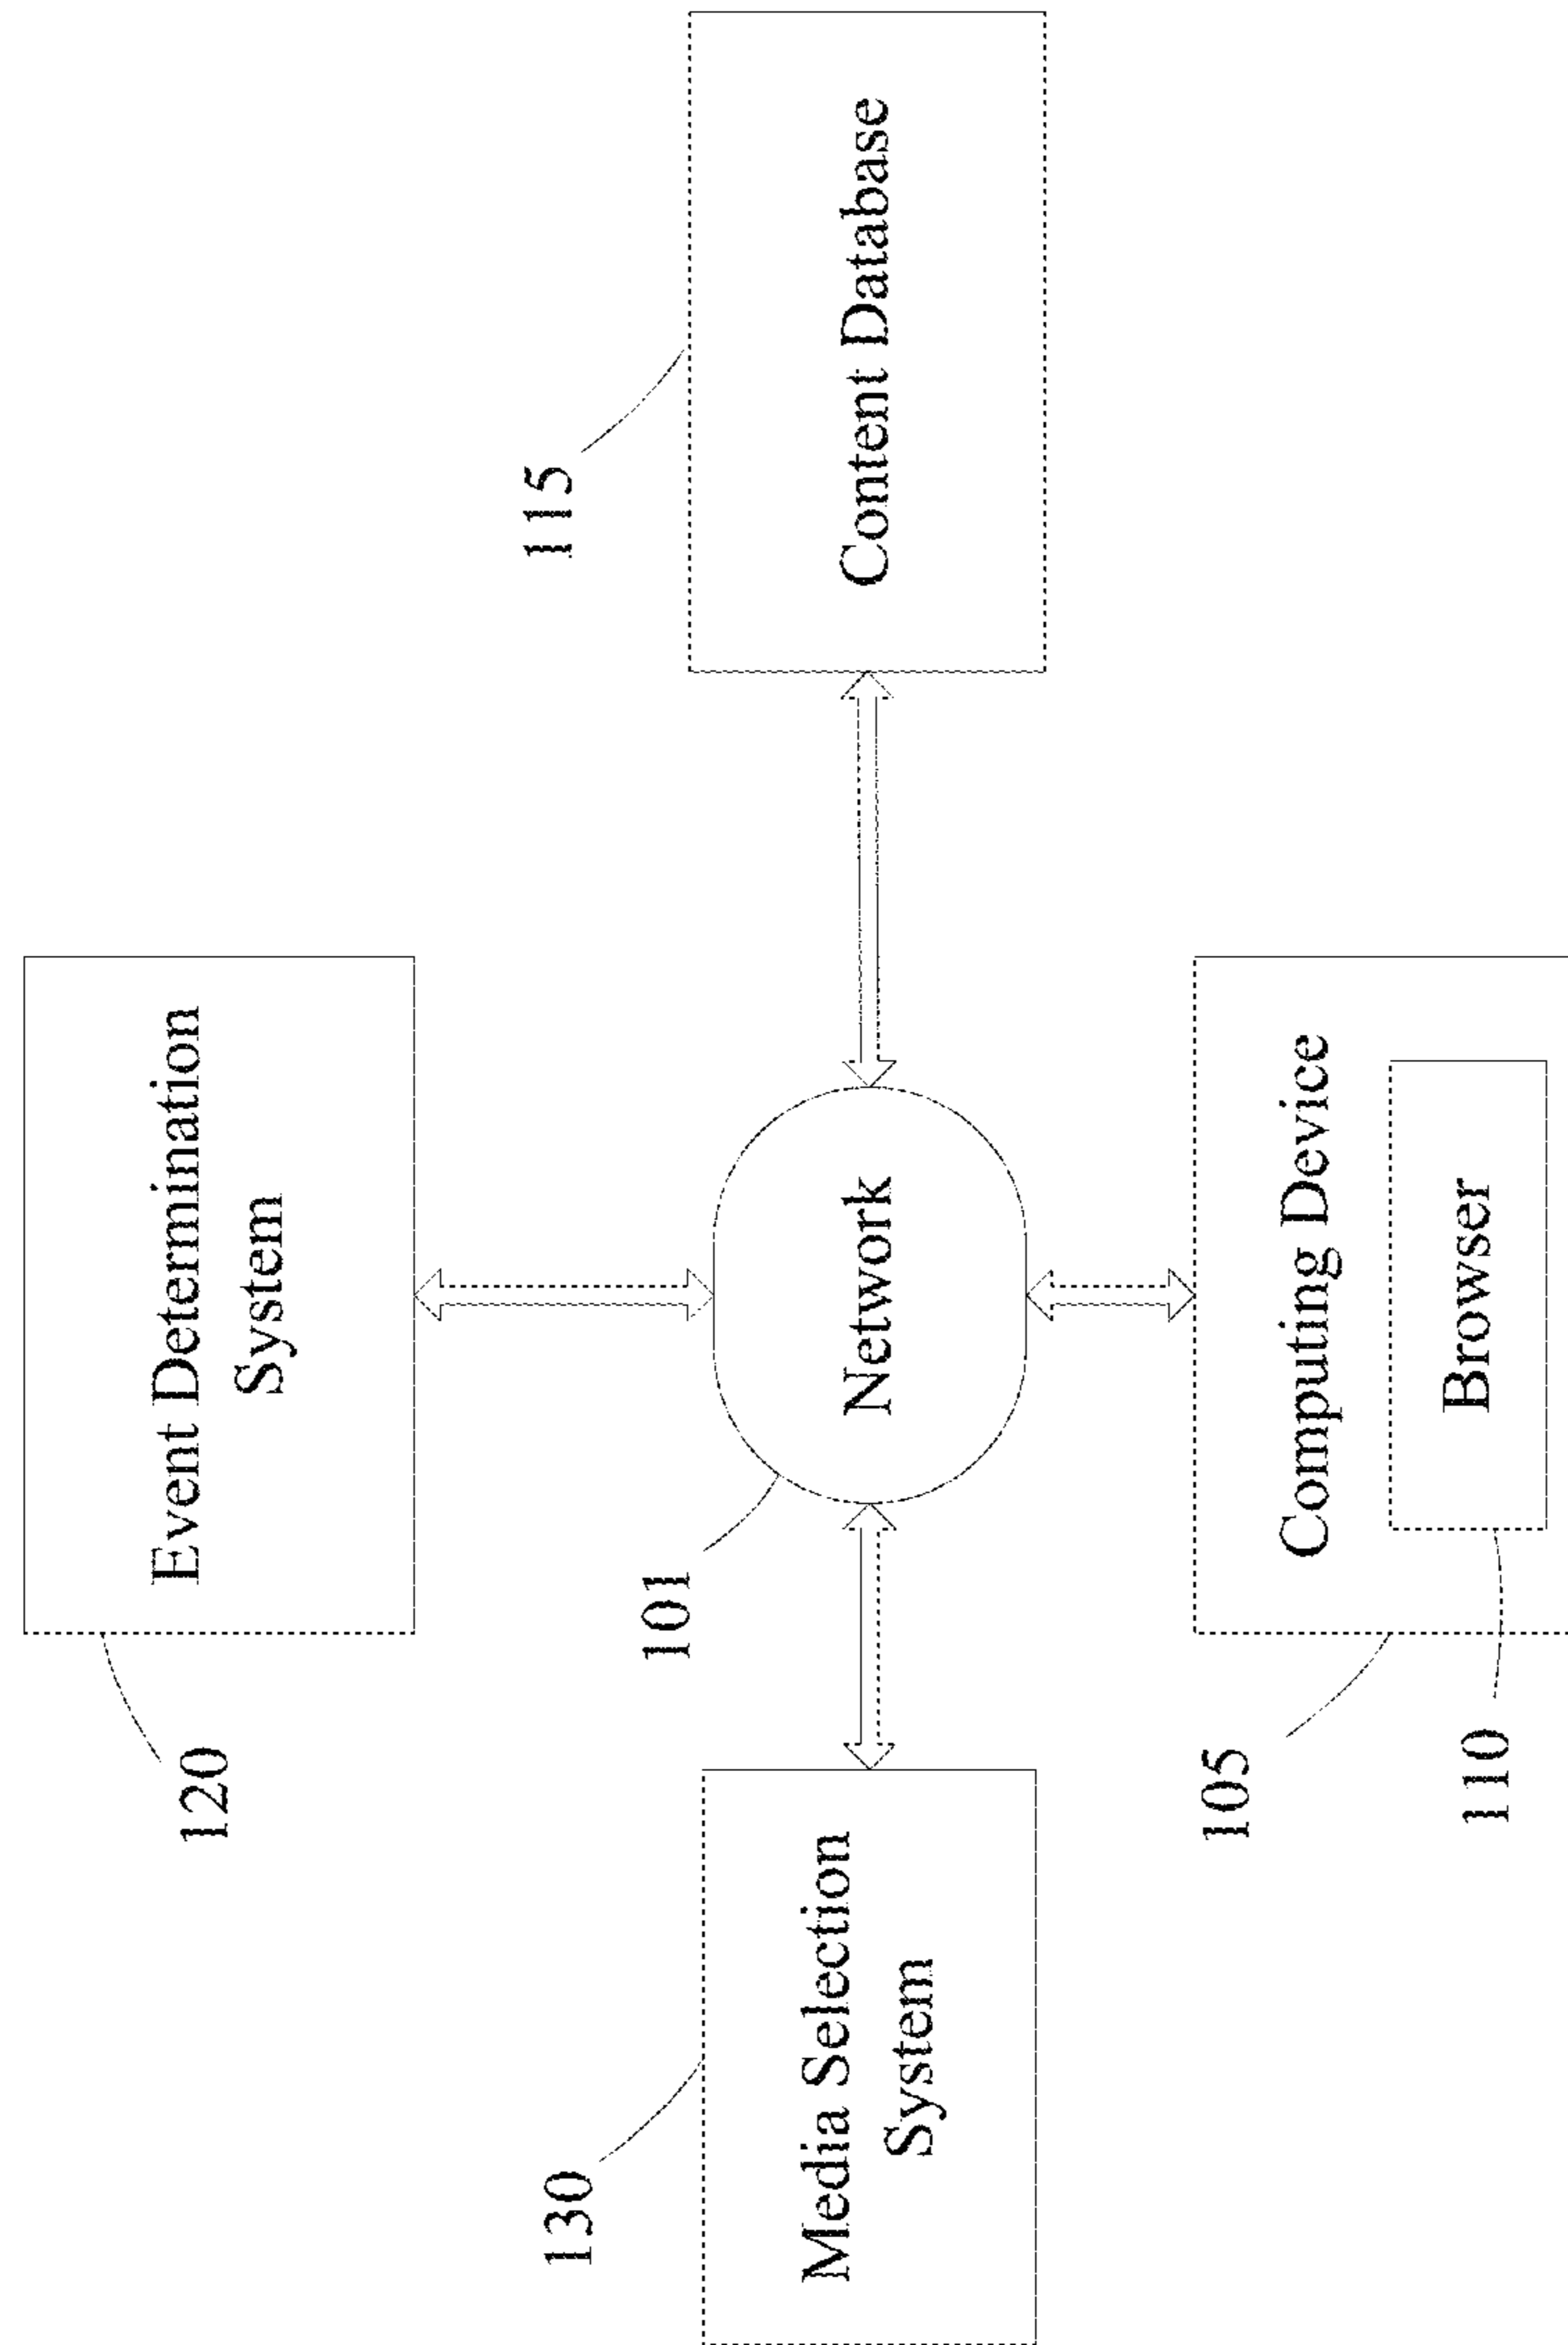 120
Event Determination
System
115
Content Database
101
Network
130
Media Selection
System
105
Computing Device
110
Browser